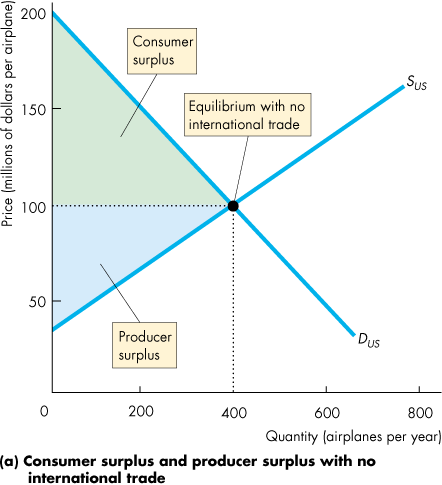 Price (millions of dollars per airplane)
200
150
100
50
0
Consumer
surplus
Equilibrium with no
international trade
Producer
surplus
S US
D US
200
400
600
800
Quantity (airplanes per year)
(a) Consumer surplus and producer surplus with no
international trade